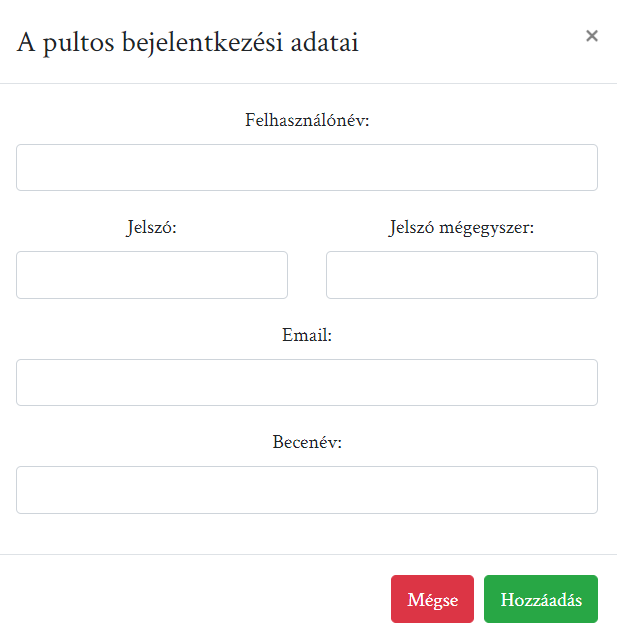 A pultos bejelentkezési adatai ×
Felhasználónév:
Jelszó: Jelszó mégegyszer:
Email:
Becenév:
Mégse Hozzáadás